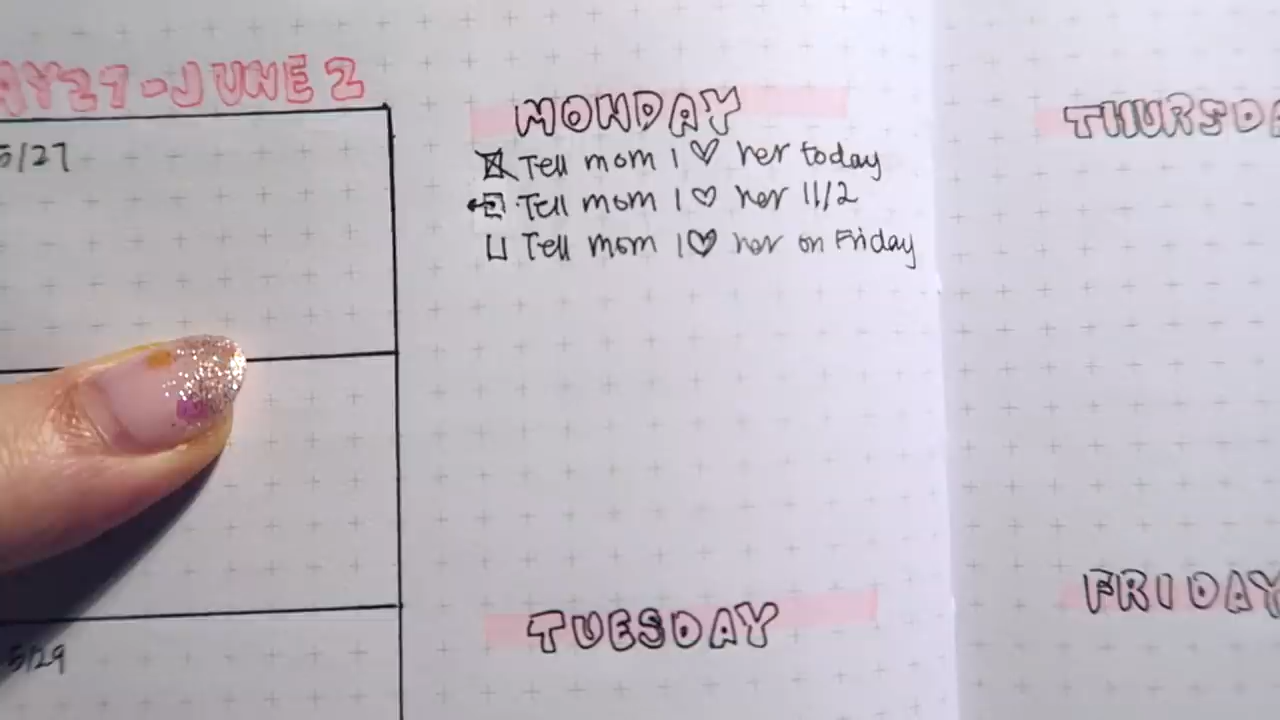 AY27-JUNE 2
5/27
5/29
MONDAY
Tell mom I ♡ her today
Tell mom I ♡ her 11/2
Tell mom I ♡ her on Friday
TUESDAY
THURSDA
FRIDAY